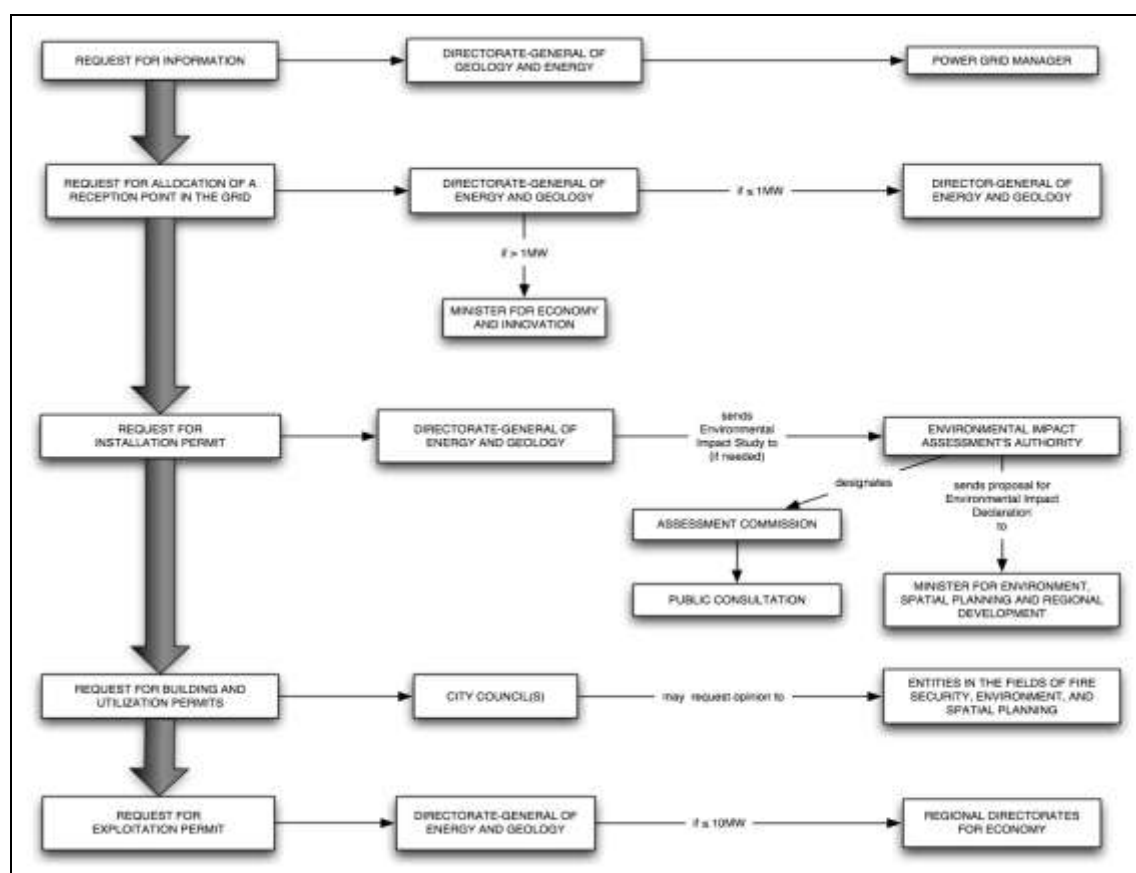 REQUEST FOR INFORMATION
DIRECTORATE-GENERAL OF
GEOLOGY AND ENERGY
POWER GRID MANAGER
REQUEST FOR ALLOCATION OF A
RECEPTION POINT IN THE GRID
DIRECTORATE-GENERAL OF
ENERGY AND GEOLOGY
if ≤ 1MW
DIRECTOR-GENERAL OF
ENERGY AND GEOLOGY
if > 1MW
MINISTER FOR ECONOMY
AND INNOVATION
REQUEST FOR
INSTALLATION PERMIT
DIRECTORATE-GENERAL OF
ENERGY AND GEOLOGY
sends
Environmental
Impact Study to
(if needed)
ENVIRONMENTAL IMPACT
ASSESSMENT'S AUTHORITY
designates
sends proposal for
Environmental Impact
Declaration
to
ASSESSMENT COMMISSION
PUBLIC CONSULTATION
MINISTER FOR ENVIRONMENT,
SPATIAL PLANNING AND REGIONAL
DEVELOPMENT
REQUEST FOR BUILDING AND
UTILIZATION PERMITS
CITY COUNCIL(S)
may request opinion to
ENTITIES IN THE FIELDS OF FIRE
SECURITY, ENVIRONMENT, AND
SPATIAL PLANNING
REQUEST FOR
EXPLOITATION PERMIT
DIRECTORATE-GENERAL OF
ENERGY AND GEOLOGY
if ≤ 10MW
REGIONAL DIRECTORATES
FOR ECONOMY